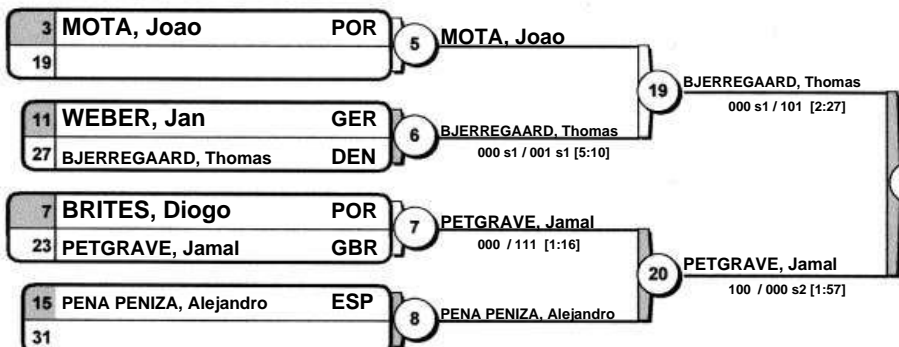 3 MOTA, Joao POR
19
5 MOTA, Joao
11 WEBER, Jan GER
27 BJERREGAARD, Thomas DEN
6 BJERREGAARD, Thomas
000 s1 / 001 s1 [5:10]
19 BJERREGAARD, Thomas
000 s1 / 101 [2:27]
7 BRITES, Diogo POR
23 PETGRAVE, Jamal GBR
7 PETGRAVE, Jamal
000 / 111 [1:16]
15 PENA PENIZA, Alejandro ESP
31
8 PENA PENIZA, Alejandro
20 PETGRAVE, Jamal
100 / 000 s2 [1:57]